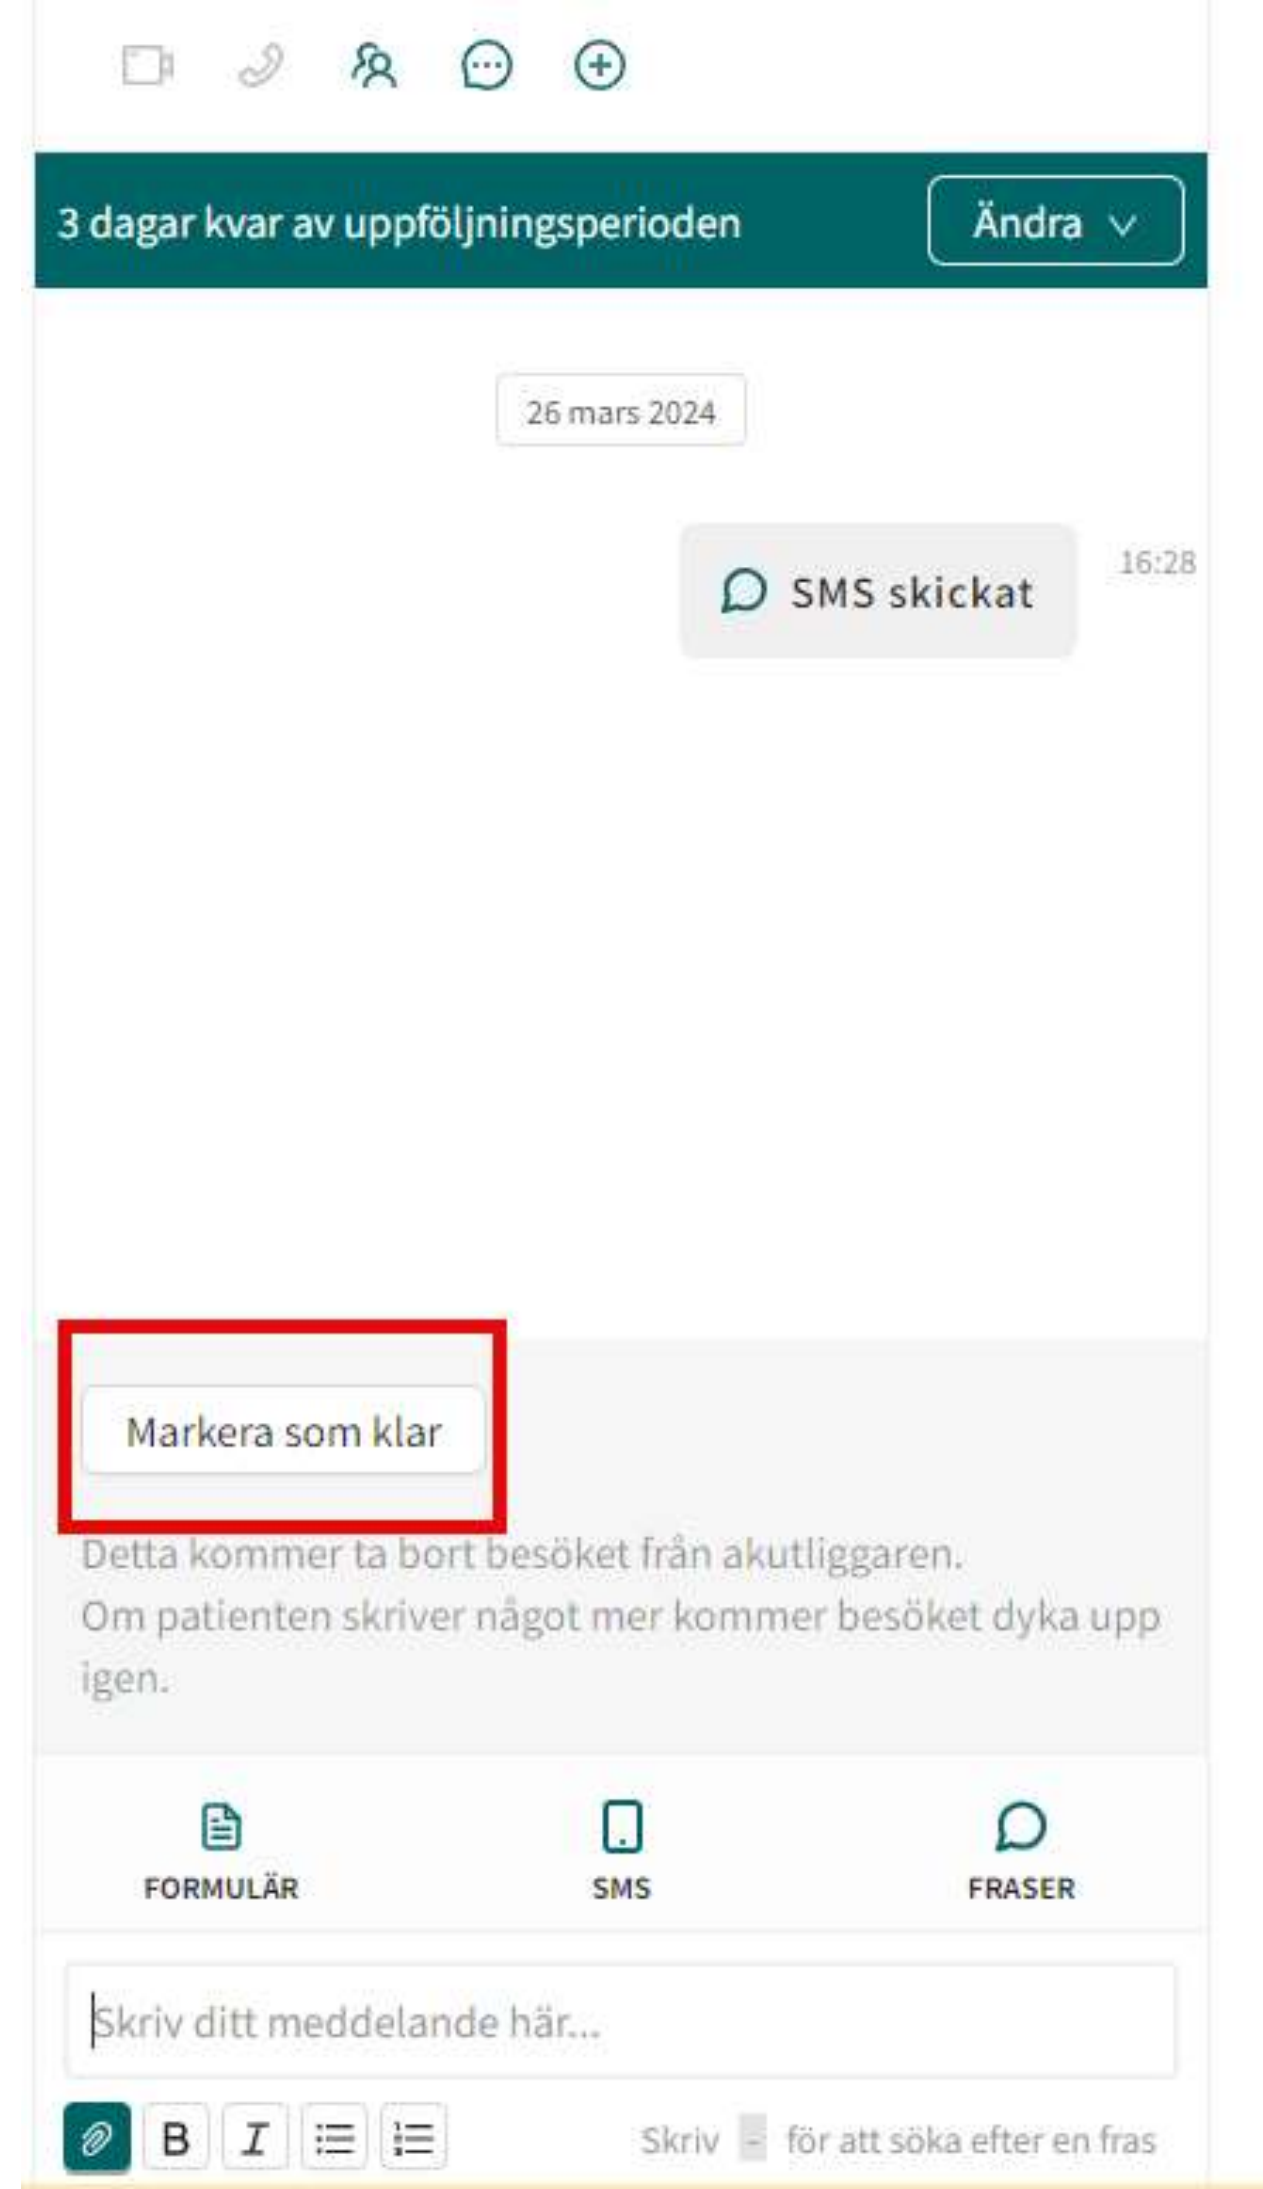 3 dagar kvar av uppföljningsperioden
Ändra
26 mars 2024
SMS skickat
16:28
Markera som klar
Detta kommer ta bort besöket från akutliggaren.
Om patienten skriver något mer kommer besöket dyka upp
igen.
FORMULÄR
SMS
FRASER
Skriv ditt meddelande här...
B I
Skriv - för att söka efter en fras